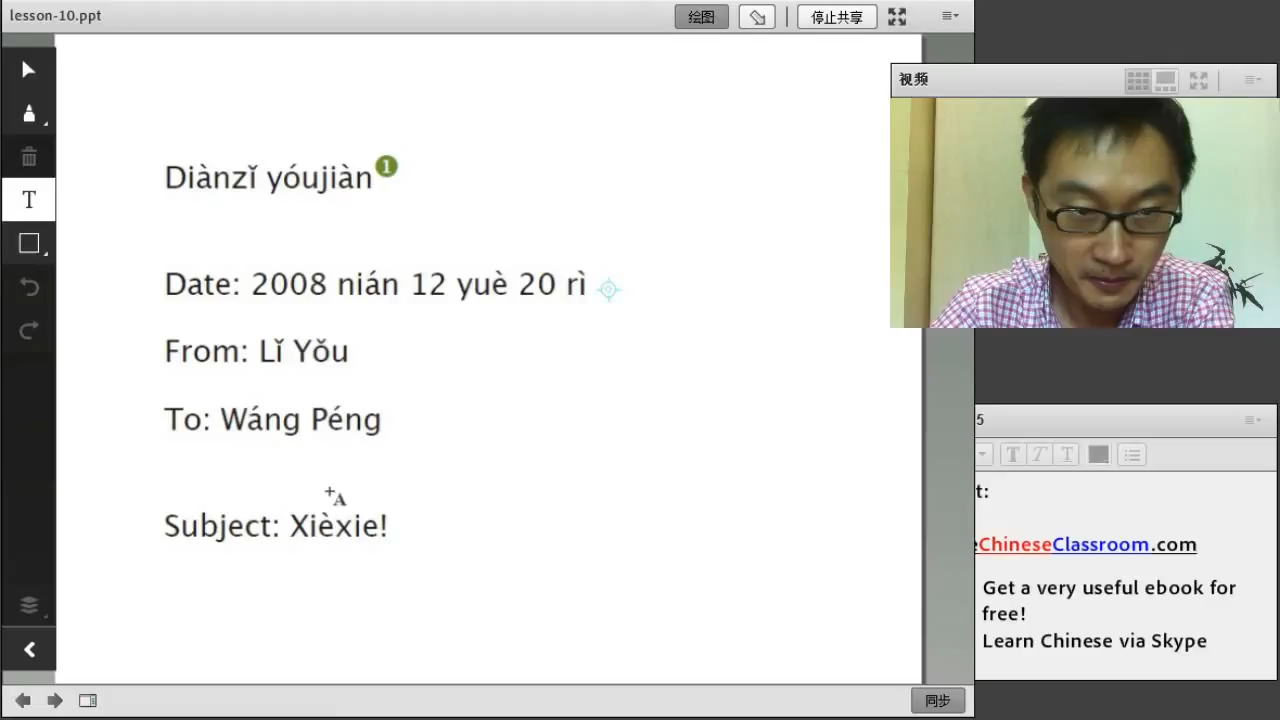 lesson-10.ppt
绘图
停止共享
视频
Diànzǐ yóujiàn 1
Date: 2008 nián 12 yuè 20 rì
From: Lǐ Yǒu
To: Wáng Péng
Subject: Xièxie!
5
t:
eChineseClassroom.com
Get a very useful ebook for
free!
Learn Chinese via Skype
同步